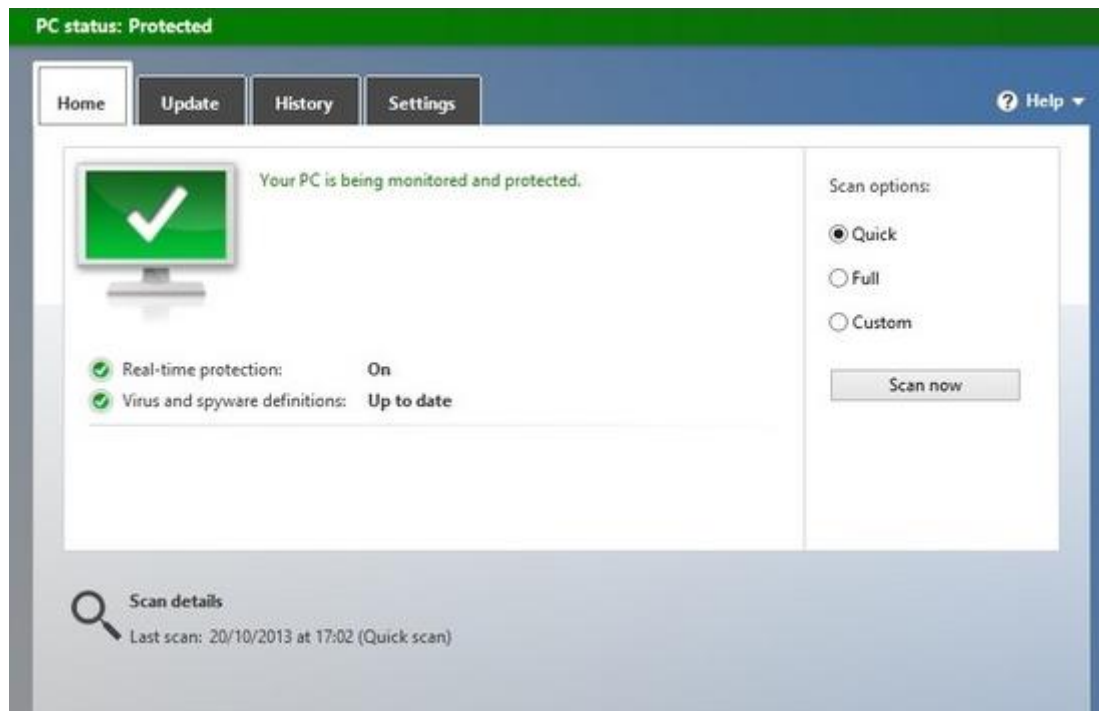 PC status: Protected
Home Update History Settings Help
Your PC is being monitored and protected.
Real-time protection: On
Virus and spyware definitions: Up to date
Scan options:
Quick
Full
Custom
Scan now
Scan details
Last scan: 20/10/2013 at 17:02 (Quick scan)